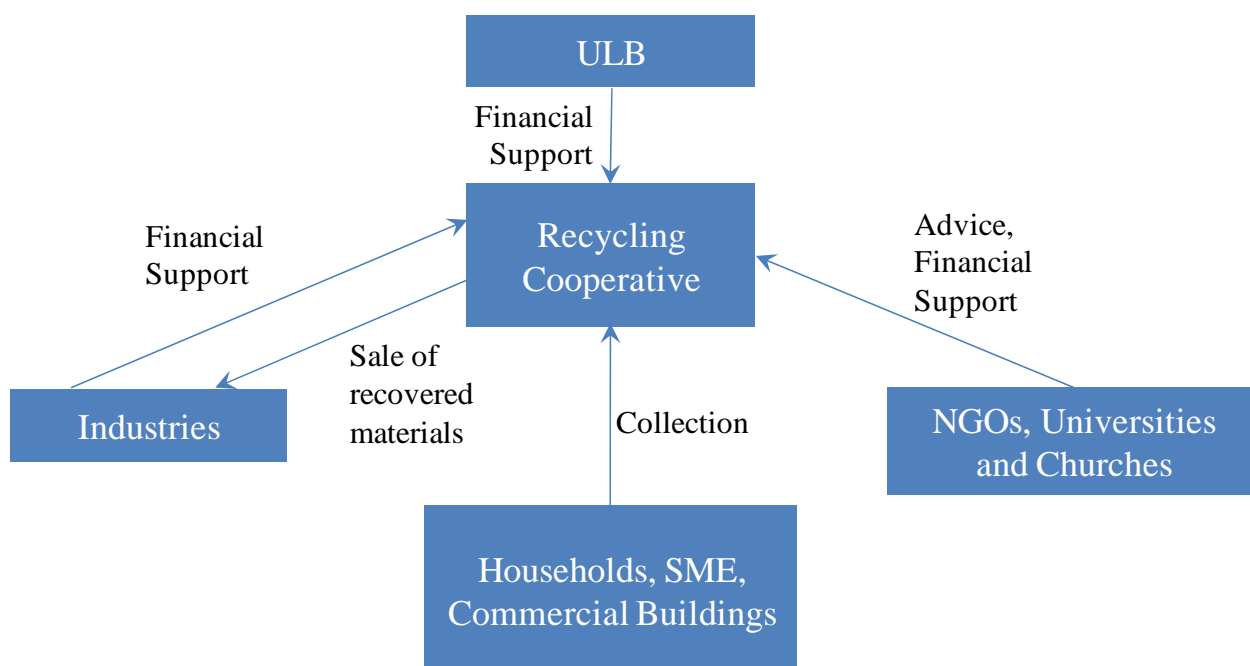 ULB
Financial
Support
Recycling
Cooperative
Financial
Support
Advice,
Financial
Support
Sale of
recovered
materials
Industries
Collection
NGOs, Universities
and Churches
Households, SME,
Commercial Buildings